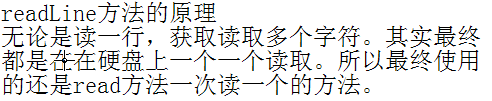 readLine方法的原理
无论是读一行，获取读取多个字符。其实最终
都是在在硬盘上一个一个读取。所以最终使用
的还是read方法一次读一个的方法。